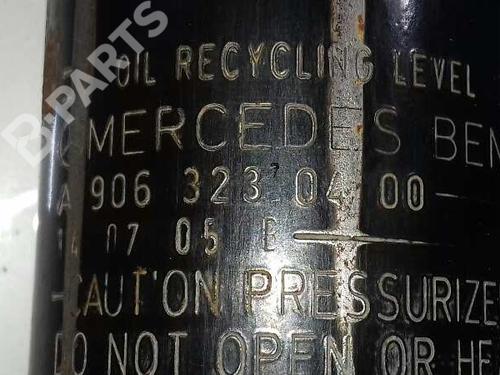 B-PARTS
OIL RECYCLING LEVEL
MERCEDES BEN
A 906 323 04 00
14 07 05 B
CAUTION PRESSURIZE
DO NOT OPEN OR HE